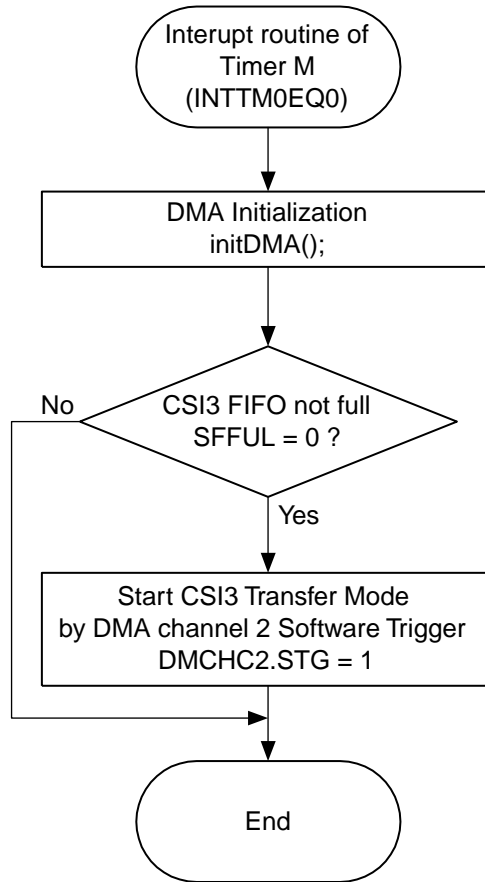 Interupt routine of
Timer M
(INTTM0EQ0)
DMA Initialization
initDMA();
No
CSI3 FIFO not full
SFFUL = 0 ?
Yes
Start CSI3 Transfer Mode
by DMA channel 2 Software Trigger
DMCHC2.STG = 1
End